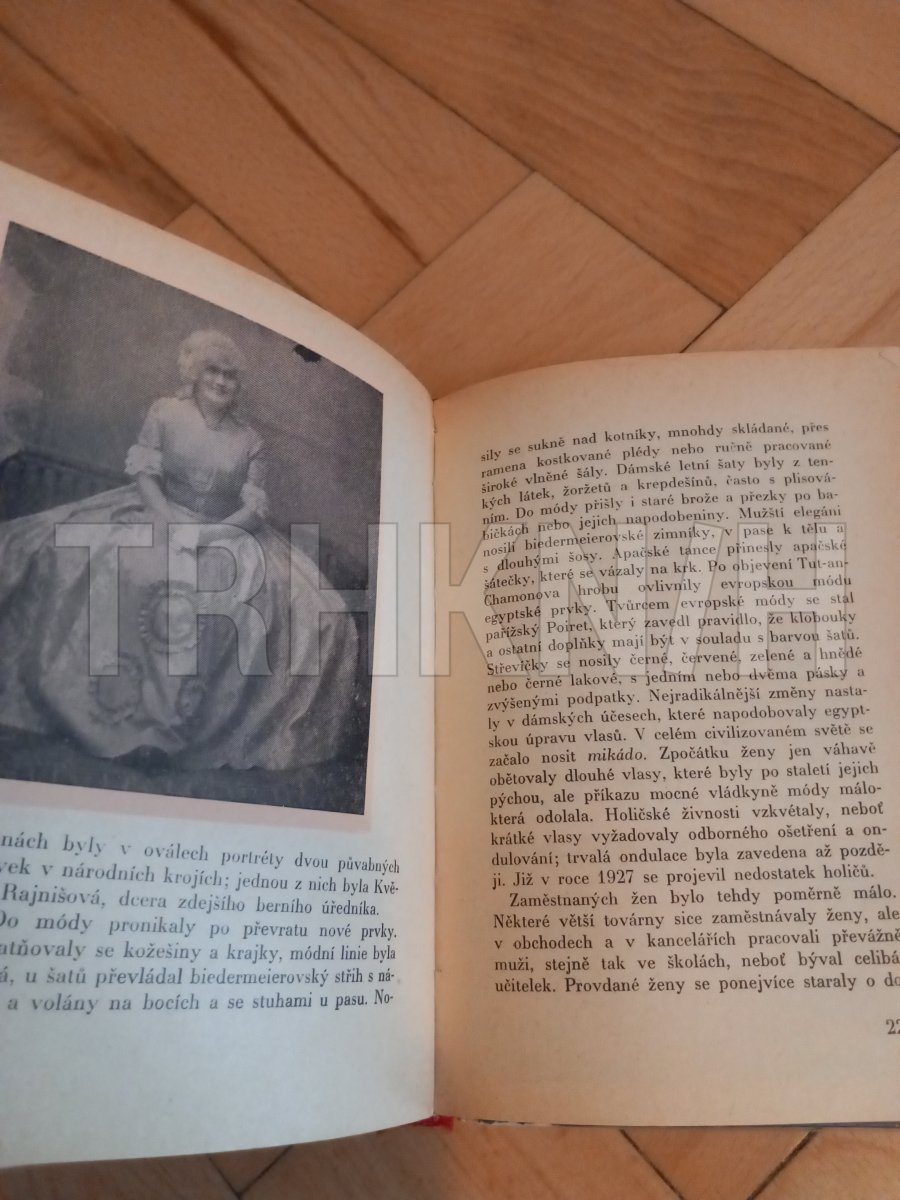 nách byly v oválech portréty dvou půvabných
vek v národních krojích; jednou z nich byla Kvě-
Rajnišová, dcera zdejšího berního úředníka.
Do módy pronikaly po převratu nové prvky.
atňovaly se kožešiny a krajky, módní linie byla
á, u šatů převládal biedermeierovský střih s ná-
a volány na bocích a se stuhami u pasu. No-
sily se sukně nad kotníky, mnohdy skládané, přes
ramena kostkované plédy nebo ručně pracované
široké vlněné šály. Dámské letní šaty byly z ten-
kých látek, žoržetů a krepdešínů, často s plisová-
ním. Do módy přišly i staré brože a přezky po ba-
bičkách nebo jejich napodobeniny. Mužští elegáni
nosili biedermeierovské zimníky, v pase k tělu a
s dlouhými šosy. Apačské tance přinesly apačské
šátečky, které se vázaly na krk. Po objevení Tut-an-
Chamonova hrobu ovlivnily evropskou módu
egyptské prvky. Tvůrcem evropské módy se stal
pařížský Poiret, který zavedl pravidlo, že klobouky
a ostatní doplňky mají být v souladu s barvou šatů.
Střevíčky se nosily černé, červené, zelené a hnědé
nebo černé lakové, s jedním nebo dvěma pásky a
zvýšenými podpatky. Nejradikálnější změny nasta-
ly v dámských účesech, které napodobovaly egypt-
skou úpravu vlasů. V celém civilizovaném světě se
začalo nosit mikádo. Zpočátku ženy jen váhavě
obětovaly dlouhé vlasy, které byly po staletí jejich
pýchou, ale příkazu mocné vládkyně módy málo-
která odolala. Holičské živnosti vzkvétaly, neboť
krátké vlasy vyžadovaly odborného ošetření a on-
dulování; trvalá ondulace byla zavedena až pozdě-
ji. Již v roce 1927 se projevil nedostatek holičů.
Zaměstnaných žen bylo tehdy poměrně málo.
Některé větší továrny sice zaměstnávaly ženy, ale
v obchodech a v kancelářích pracovali převážně
muži, stejně tak ve školách, neboť býval celibá
učitelek. Provdané ženy se ponejvíce staraly o do
22
TRHKNIH